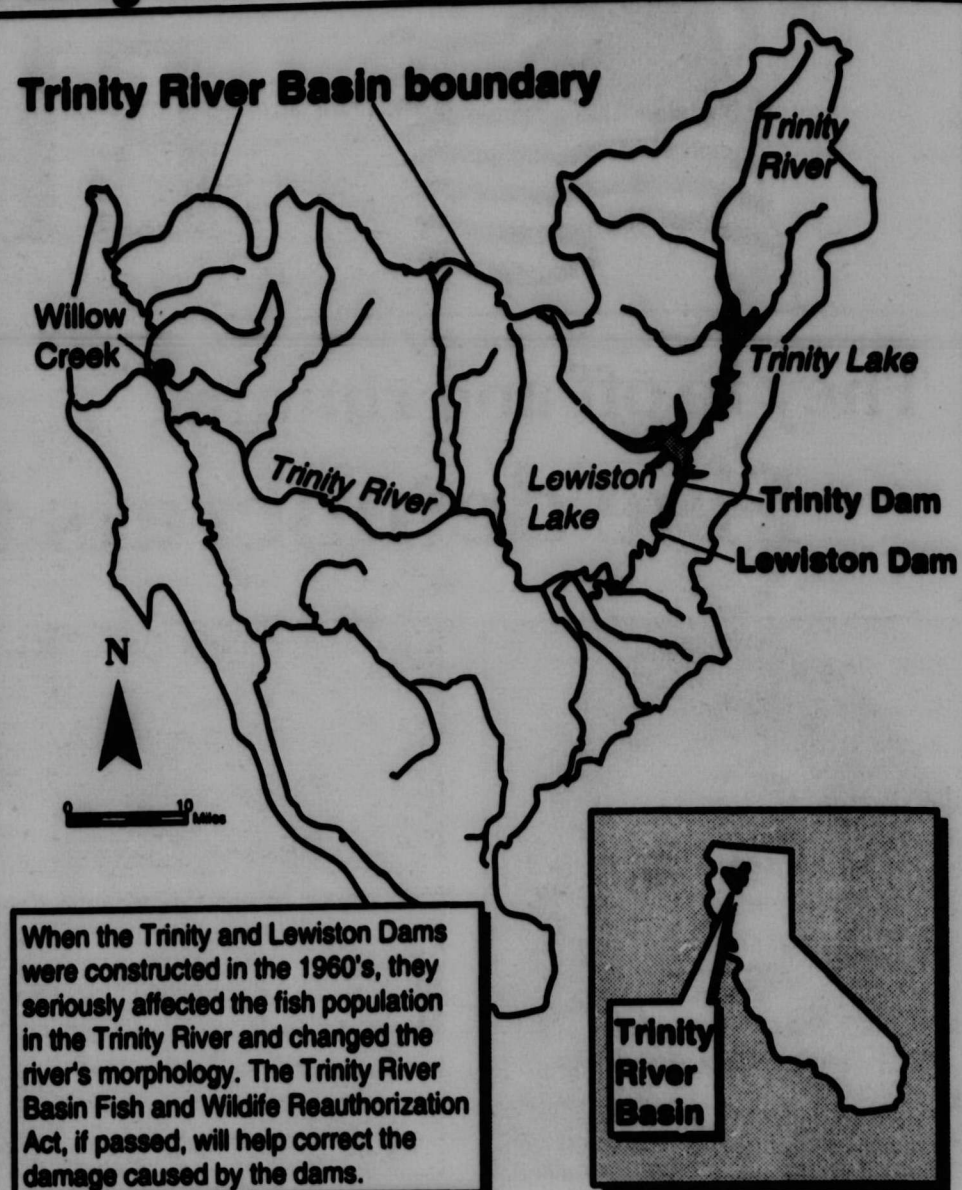 Trinity River Basin boundary
Trinity
River
Willow
Creek
Trinity Lake
Trinity River
Lewiston
Lake
Trinity Dam
Lewiston Dam
N
0 10
Miles
When the Trinity and Lewiston Dams
were constructed in the 1960's, they
seriously affected the fish population
in the Trinity River and changed the
river's morphology. The Trinity River
Basin Fish and Wildife Reauthorization
Act, if passed, will help correct the
damage caused by the dams.
Trinity
River
Basin